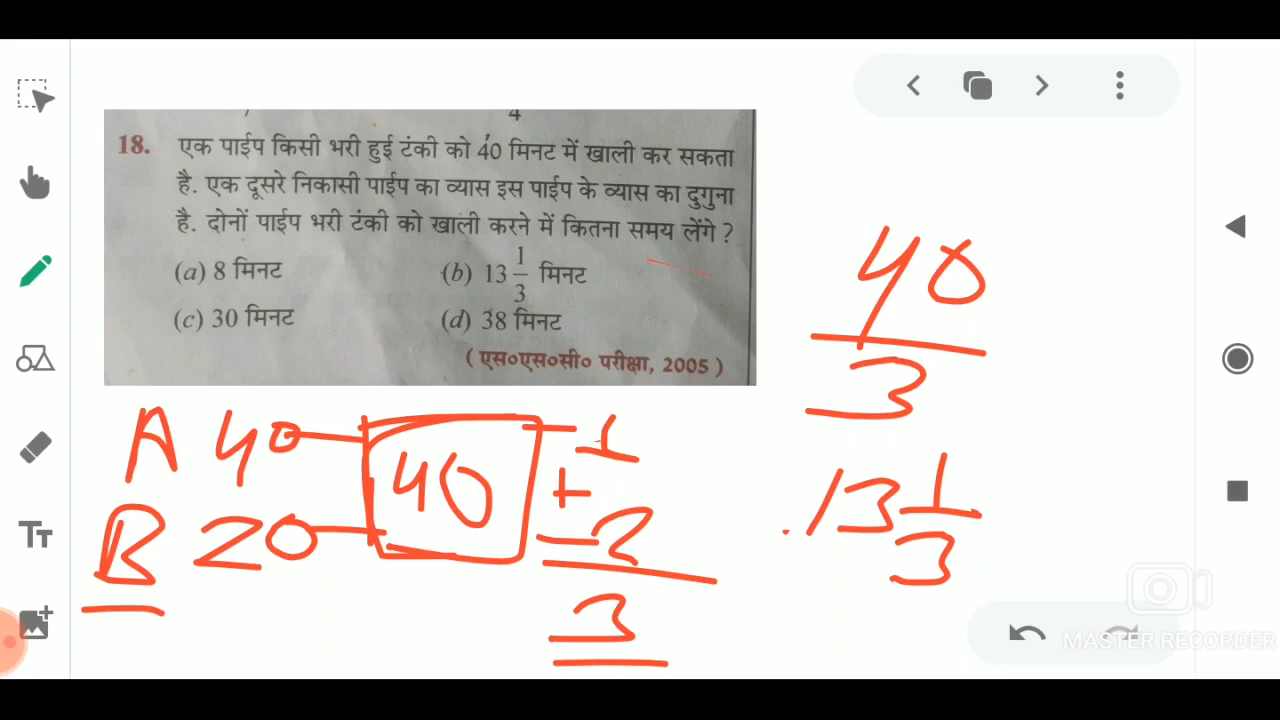 4
18. एक पाईप किसी भरी हुई टंकी को 40 मिनट में खाली कर सकता
है. एक दूसरे निकासी पाईप का व्यास इस पाईप के व्यास का दुगुना
है. दोनों पाईप भरी टंकी को खाली करने में कितना समय लेंगे ?
(a) 8 मिनट (b) 13 1/3 मिनट
(c) 30 मिनट (d) 38 मिनट
( एस०एस०सी० परीक्षा, 2005 )
40
3
A 40 40 1
+
B 20 2
3
13 1/3
Tт
MASTER RECORDER